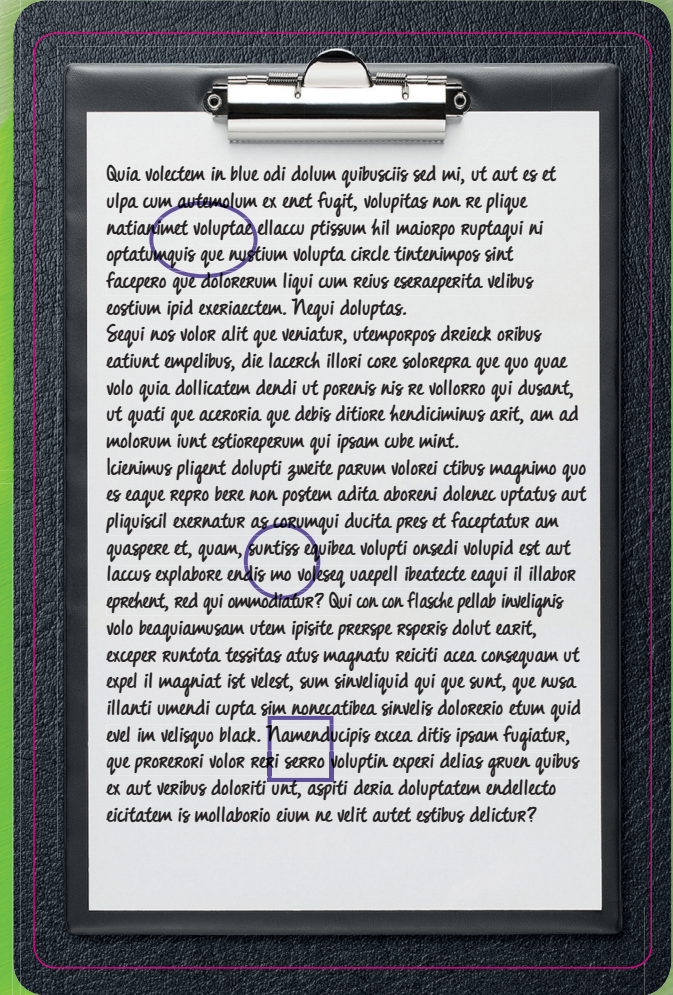 Quia volectem in blue odi dolum quibusciis sed mi, ut aut es et
ulpa cum autemolum ex enet fugit, volupitas non re plique
natianimet voluptae ellaccu ptissum hil maiorpo ruptaqui ni
optatumquis que nustium volupta circle tintenimpos sint
facepero que dolorerum liqui cum reius eseraeperita velibus
eostium ipid exeriaectem. Nequi doluptas.
Sequi nos volor alit que veniatur, utemporpos dreieck oribus
eatiunt empelibus, die lacerch illori core solorepra que quo quae
volo quia dollicatem dendi ut porenis nis re vollorro qui dusant,
ut quati que aceroria que debis ditiore hendiciminus arit, am ad
molorum iunt estioreperum qui ipsam cube mint.
Icienimus pligent dolupti zweite parum volorei ctibus magnimo quo
es eaque repro bere non postem adita aboreni dolenec uptatus aut
pliquiscil exernatur as corumqui ducita pres et faceptatur am
quaspere et, quam, suntiss equibea volupti onsedi volupid est aut
laccus explabore endis mo voleseq uaepell ibeatecte eaqui il illabor
eprehent, red qui ommodiatur? Qui con con flasche pellab invelignis
volo beaquiamusam utem ipisite prerspe rsperis dolut earit,
exceper runtota tessitas atus magnatu reiciti acea consequam ut
expel il magniat ist velest, sum sinveliquid qui que sunt, que nusa
illanti umendi cupta sim nonecatibea sinvelis dolorerio etum quid
evel im velisquo black. Namenducipis excea ditis ipsam fugiatur,
que prorerori volor reri serro voluptin experi delias gruen quibus
ex aut veribus doloriti unt, aspiti deria doluptatem endellecto
eicitatem is mollaborio eium ne velit autet estibus delictur?